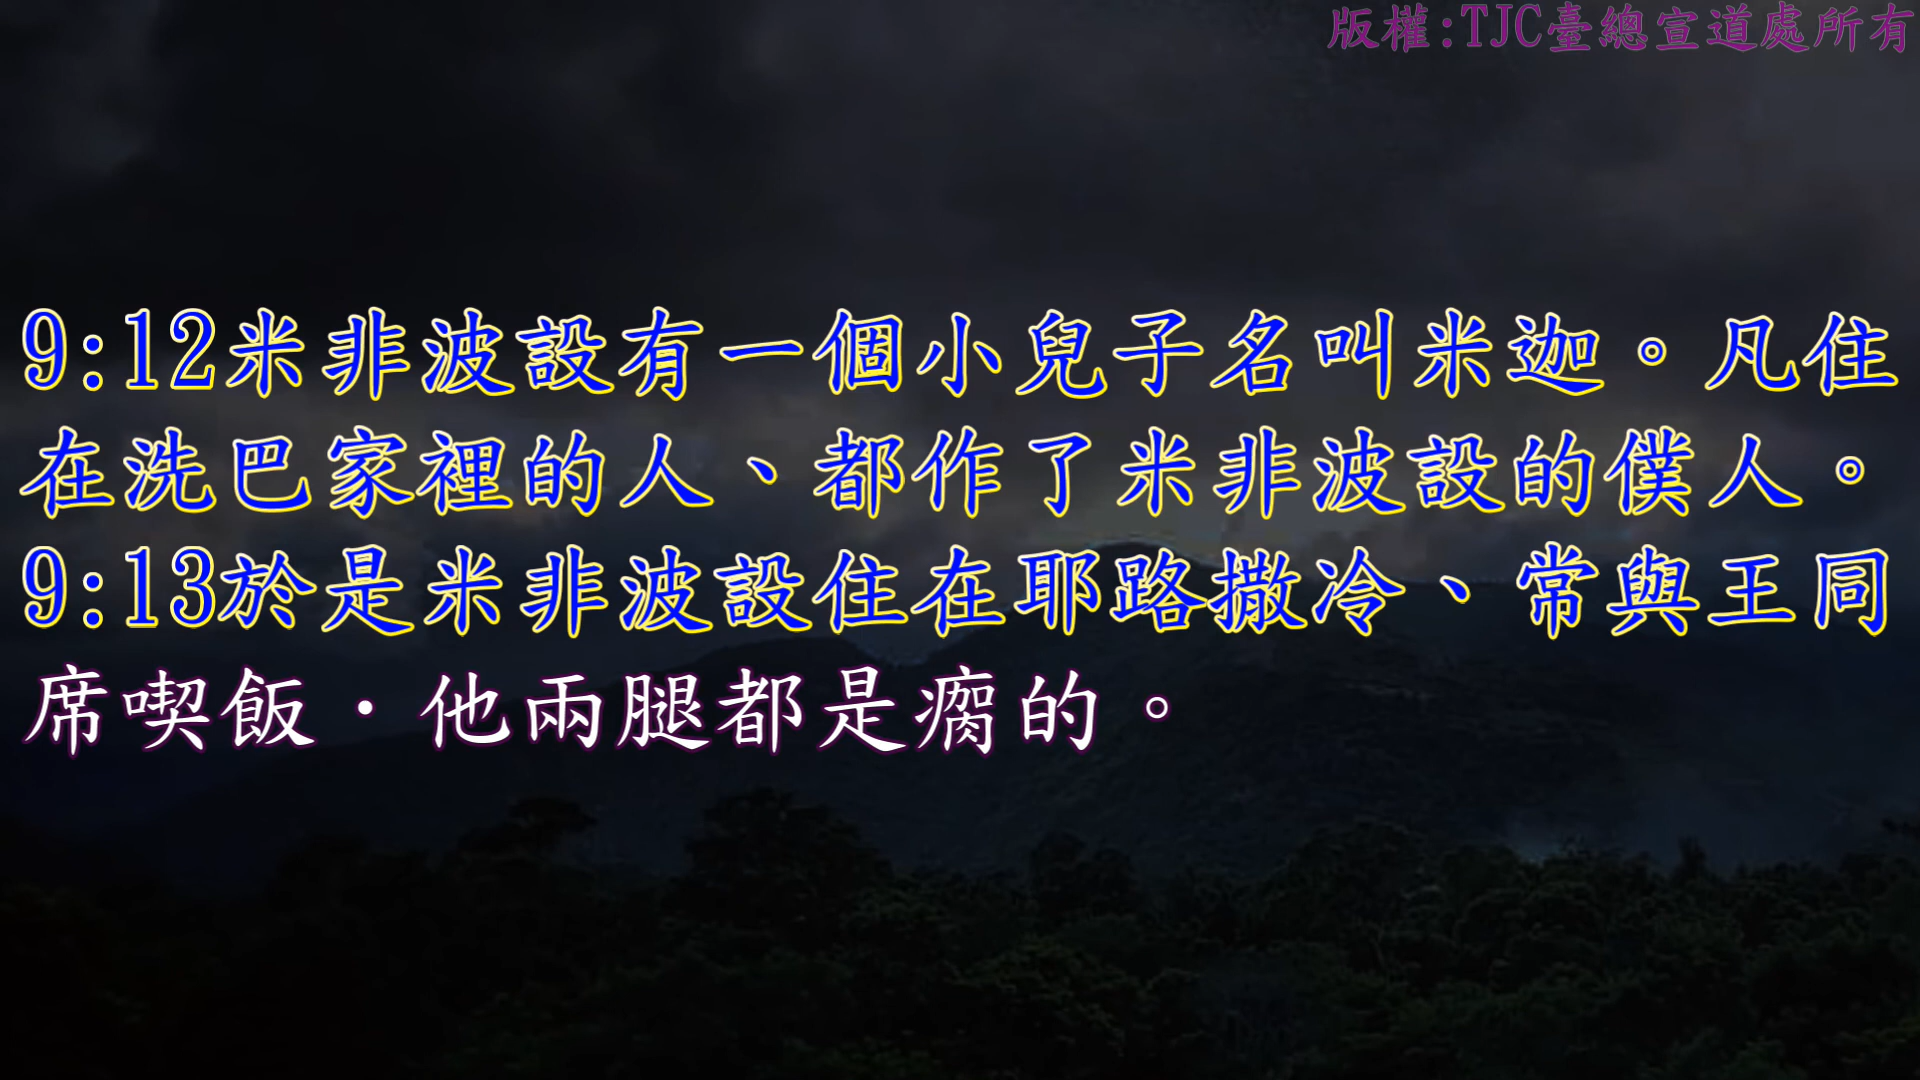 版權:TJC臺總宣道處所有
9:12米非波設有一個小兒子名叫米迦。凡住
在洗巴家裡的人、都作了米非波設的僕人。
9:13於是米非波設住在耶路撒冷、常與王同
席喫飯．他兩腿都是瘸的。